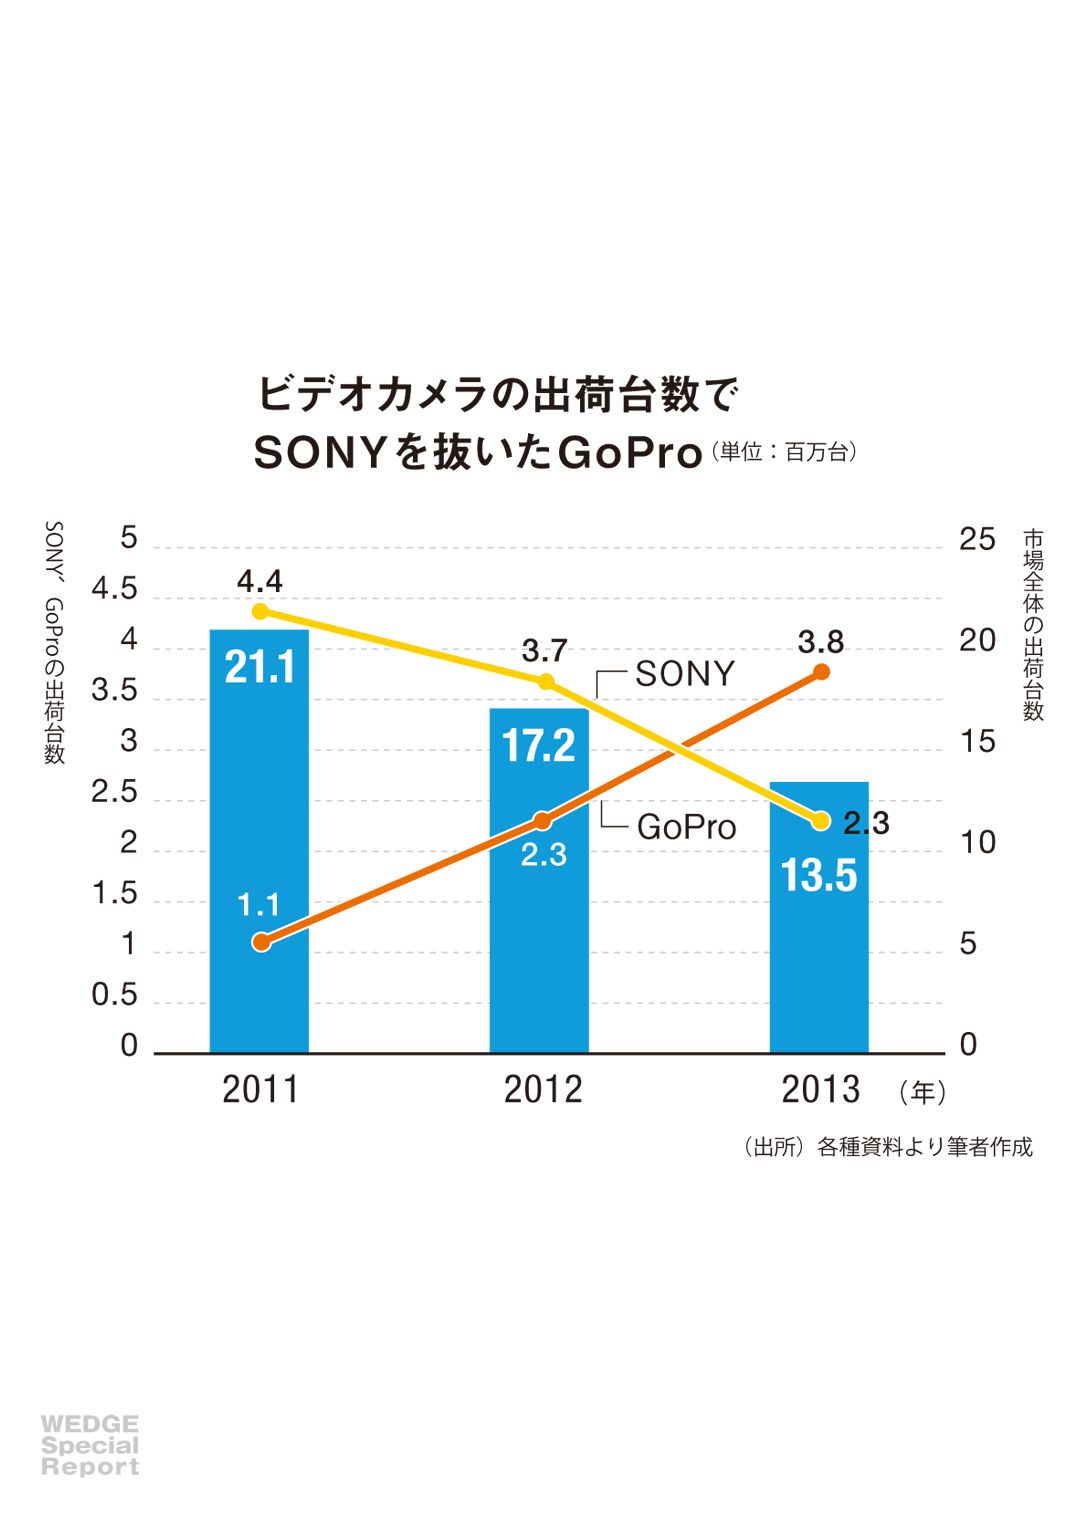 ビデオカメラの出荷台数で
SONYを抜いたGoPro（単位：百万台）
SONY、GoProの出荷台数
市場全体の出荷台数
5
4.5
4
3.5
3
2.5
2
1.5
1
0.5
0
25
20
15
10
5
0
4.4
3.7
2.3
SONY
1.1
2.3
3.8
GoPro
21.1
17.2
13.5
2011
2012
2013
（年）
（出所）各種資料より筆者作成
WEDGE
Special
Report